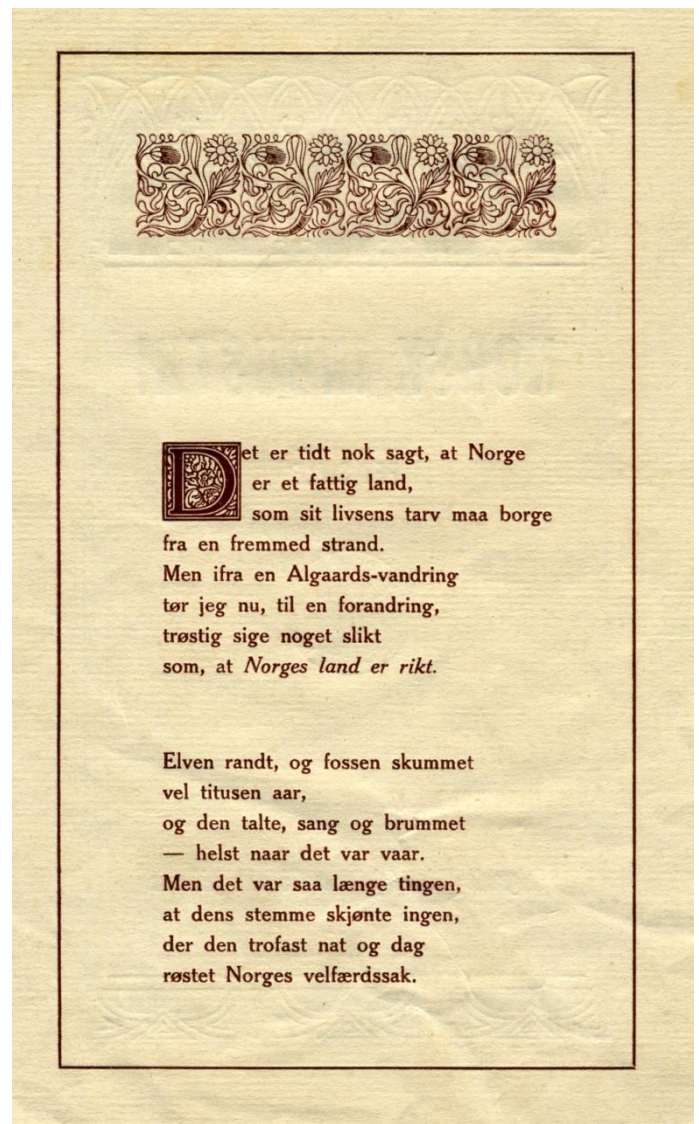 Det er tidt nok sagt, at Norge
er et fattig land,
som sit livsens tarv maa borge
fra en fremmed strand.
Men ifra en Algaards-vandring
tør jeg nu, til en forandring,
trøstig sige noget slikt
som, at Norges land er rikt.
Elven randt, og fossen skummet
vel titusen aar,
og den talte, sang og brummet
— helst naar det var vaar.
Men det var saa længe tingen,
at dens stemme skjønte ingen,
der den trofast nat og dag
røstet Norges velfærdssak.